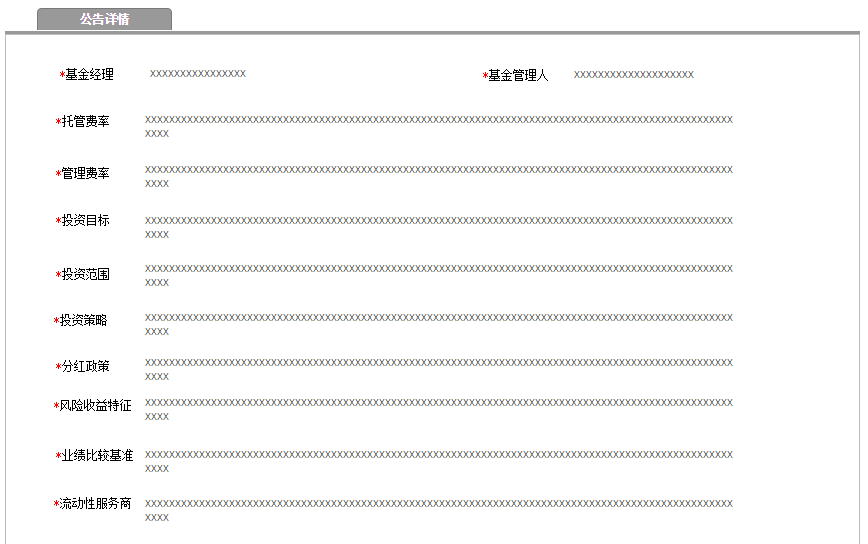 公告详情
*基金经理 xxxxxxxxxxxxxxxx *基金管理人 xxxxxxxxxxxxxxxxxxxx
*托管费率 xxxxxxxxxxxxxxxxxxxxxxxxxxxxxxxxxxxxxxxxxxxxxxxxxxxxxxxxxxxxxxxxxxxxxxxxxxxxxxxxxxxxxxxxxxxxxxxxxx
xxxx
*管理费率 xxxxxxxxxxxxxxxxxxxxxxxxxxxxxxxxxxxxxxxxxxxxxxxxxxxxxxxxxxxxxxxxxxxxxxxxxxxxxxxxxxxxxxxxxxxxxxxxxx
xxxx
*投资目标 xxxxxxxxxxxxxxxxxxxxxxxxxxxxxxxxxxxxxxxxxxxxxxxxxxxxxxxxxxxxxxxxxxxxxxxxxxxxxxxxxxxxxxxxxxxxxxxxxx
xxxx
*投资范围 xxxxxxxxxxxxxxxxxxxxxxxxxxxxxxxxxxxxxxxxxxxxxxxxxxxxxxxxxxxxxxxxxxxxxxxxxxxxxxxxxxxxxxxxxxxxxxxxxx
xxxx
*投资策略 xxxxxxxxxxxxxxxxxxxxxxxxxxxxxxxxxxxxxxxxxxxxxxxxxxxxxxxxxxxxxxxxxxxxxxxxxxxxxxxxxxxxxxxxxxxxxxxxxx
xxxx
*分红政策 xxxxxxxxxxxxxxxxxxxxxxxxxxxxxxxxxxxxxxxxxxxxxxxxxxxxxxxxxxxxxxxxxxxxxxxxxxxxxxxxxxxxxxxxxxxxxxxxxx
xxxx
*风险收益特征 xxxxxxxxxxxxxxxxxxxxxxxxxxxxxxxxxxxxxxxxxxxxxxxxxxxxxxxxxxxxxxxxxxxxxxxxxxxxxxxxxxxxxxxxxxxxxxxxxx
xxxx
*业绩比较基准 xxxxxxxxxxxxxxxxxxxxxxxxxxxxxxxxxxxxxxxxxxxxxxxxxxxxxxxxxxxxxxxxxxxxxxxxxxxxxxxxxxxxxxxxxxxxxxxxxx
xxxx
*流动性服务商 xxxxxxxxxxxxxxxxxxxxxxxxxxxxxxxxxxxxxxxxxxxxxxxxxxxxxxxxxxxxxxxxxxxxxxxxxxxxxxxxxxxxxxxxxxxxxxxxxx
xxxx